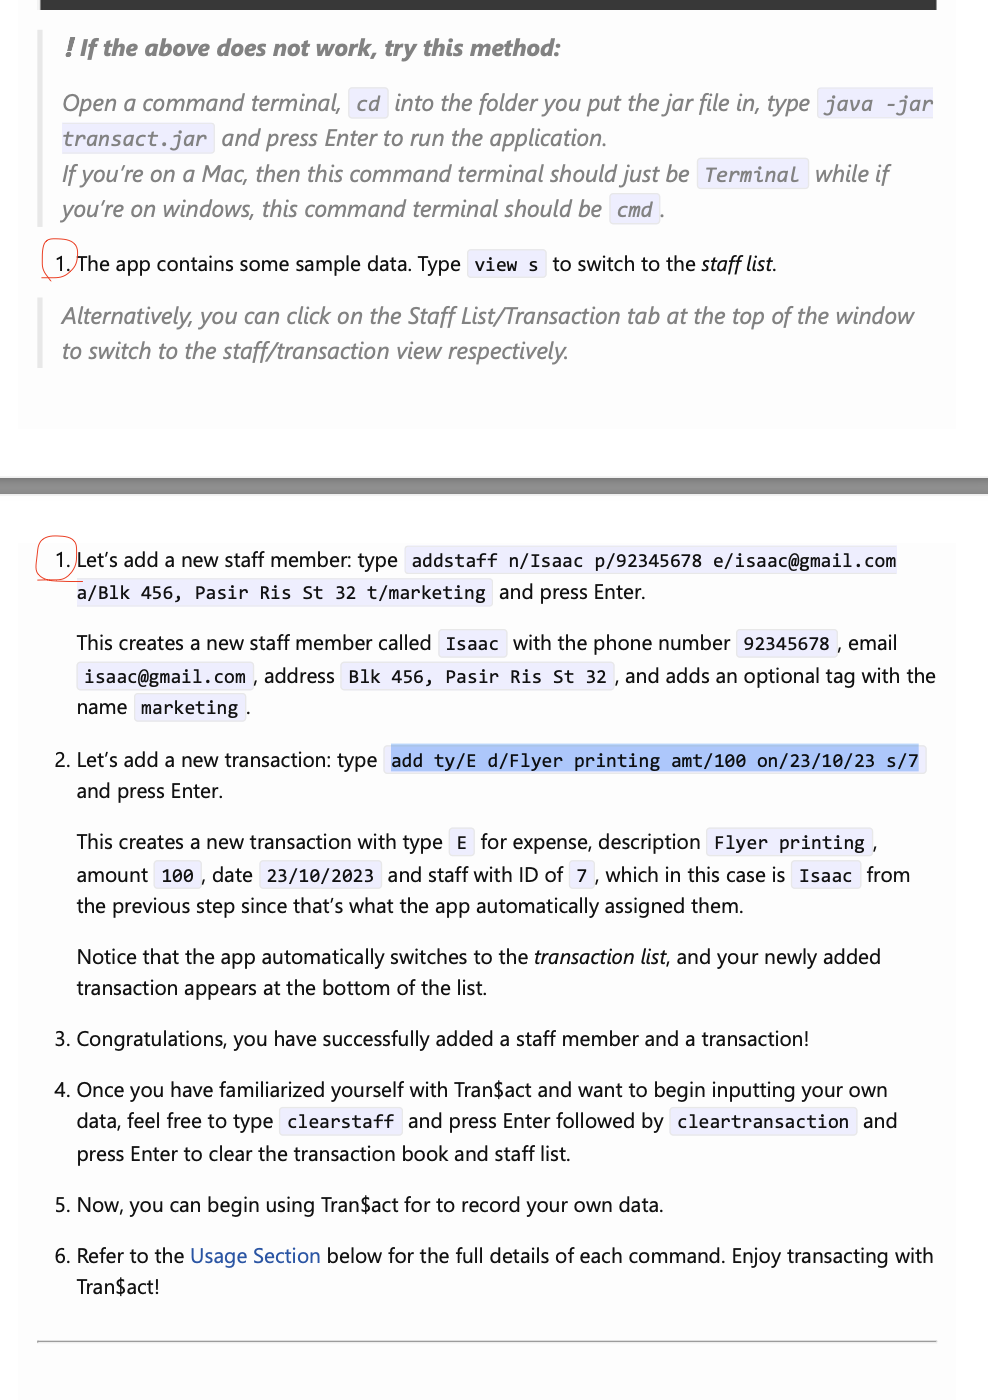 ! If the above does not work, try this method:
Open a command terminal, cd into the folder you put the jar file in, type java -jar
transact.jar and press Enter to run the application.
If you’re on a Mac, then this command terminal should just be Terminal while if
you’re on windows, this command terminal should be cmd.
1. The app contains some sample data. Type view s to switch to the staff list.
Alternatively, you can click on the Staff List/Transaction tab at the top of the window
to switch to the staff/transaction view respectively.
1. Let’s add a new staff member: type addstaff n/Isaac p/92345678 e/isaac@gmail.com
a/Blk 456, Pasir Ris St 32 t/marketing and press Enter.
This creates a new staff member called Isaac with the phone number 92345678, email
isaac@gmail.com, address Blk 456, Pasir Ris St 32, and adds an optional tag with the
name marketing.
2. Let’s add a new transaction: type add ty/E d/Flyer printing amt/100 on/23/10/23 s/7
and press Enter.
This creates a new transaction with type E for expense, description Flyer printing,
amount 100, date 23/10/2023 and staff with ID of 7, which in this case is Isaac from
the previous step since that’s what the app automatically assigned them.
Notice that the app automatically switches to the transaction list, and your newly added
transaction appears at the bottom of the list.
3. Congratulations, you have successfully added a staff member and a transaction!
4. Once you have familiarized yourself with Tran$act and want to begin inputting your own
data, feel free to type clearstaff and press Enter followed by cleartransaction and
press Enter to clear the transaction book and staff list.
5. Now, you can begin using Tran$act for to record your own data.
6. Refer to the Usage Section below for the full details of each command. Enjoy transacting with
Tran$act!